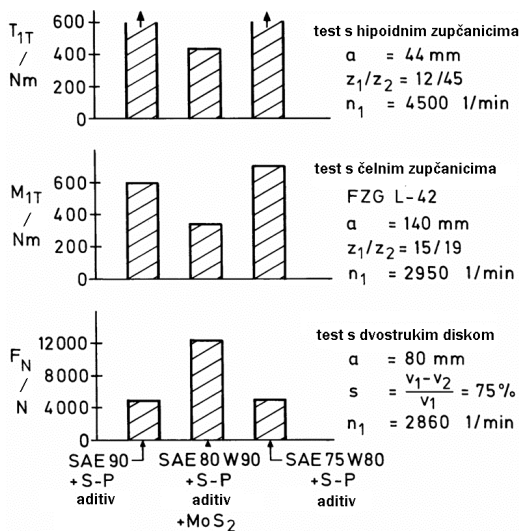 T1T
/
Nm
600
400
200
0
test s hipoidnim zupčanicima
a = 44 mm
z1/z2 = 12/45
n1 = 4500 1/min
M1T
/
Nm
600
400
200
0
test s čelnim zupčanicima
FZG L-42
a = 140 mm
z1/z2 = 15/19
n1 = 2950 1/min
FN
/
N
12000
8000
4000
0
test s dvostrukim diskom
a = 80 mm
s = v1-v2/v1 = 75%
n1 = 2860 1/min
SAE 90
+S-P
aditiv
SAE 80 W90
+S-P
aditiv
+MoS2
SAE 75 W80
+S-P
aditiv